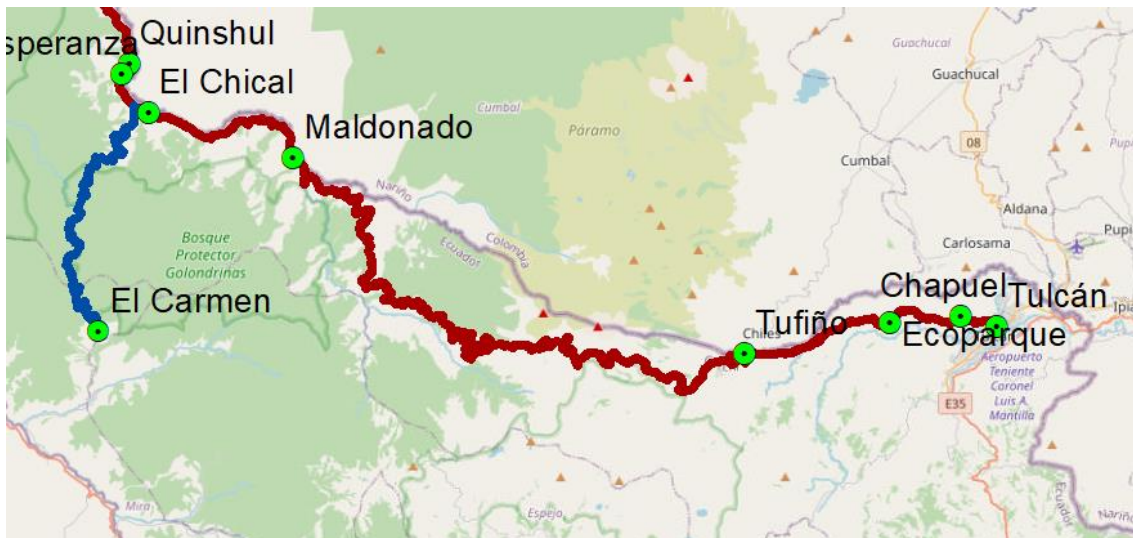 Quinshul
Guachucal
speranza
Guachucal
El Chical
Cumbal
Maldonado
Páramo
08
Cumbal
Nariño
Aldana
Bosque
Protector
Golondrinas
Ecuador
Colombia
Carlosama
Pupi
El Carmen
Chapuel
Tulcán
Ipia
Chiles
Tufiño
Ecoparque
Aeropuerto
Teniente
Coronel
Luis A.
Mantilla
E35
Mira
Espejo
Ecuador
Nariño